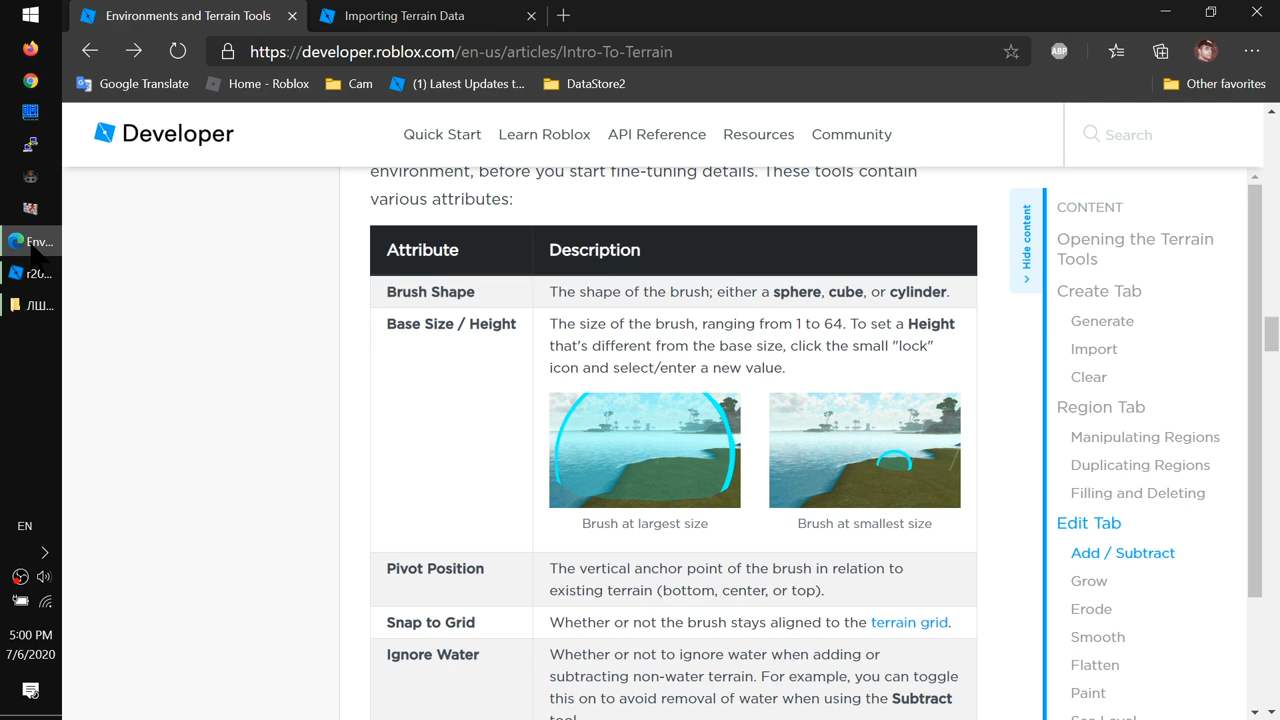 Environments and Terrain Tools
Importing Terrain Data
https://developer.roblox.com/en-us/articles/Intro-To-Terrain
ABP
Google Translate
Home - Roblox
Cam
(1) Latest Updates t...
DataStore2
Other favorites
Developer
Quick Start
Learn Roblox
API Reference
Resources
Community
Search
environment, before you start fine-tuning details. These tools contain
various attributes:
Attribute
Description
Brush Shape
The shape of the brush; either a sphere, cube, or cylinder.
Base Size / Height
The size of the brush, ranging from 1 to 64. To set a Height
that's different from the base size, click the small "lock"
icon and select/enter a new value.
Brush at largest size
Brush at smallest size
Pivot Position
The vertical anchor point of the brush in relation to
existing terrain (bottom, center, or top).
Snap to Grid
Whether or not the brush stays aligned to the terrain grid.
Ignore Water
Whether or not to ignore water when adding or
subtracting non-water terrain. For example, you can toggle
this on to avoid removal of water when using the Subtract
tool.
Hide content
CONTENT
Opening the Terrain
Tools
Create Tab
Generate
Import
Clear
Region Tab
Manipulating Regions
Duplicating Regions
Filling and Deleting
Edit Tab
Add / Subtract
Grow
Erode
Smooth
Flatten
Paint
Sea Level
Env...
r20...
ЛШ...
EN
5:00 PM
7/6/2020